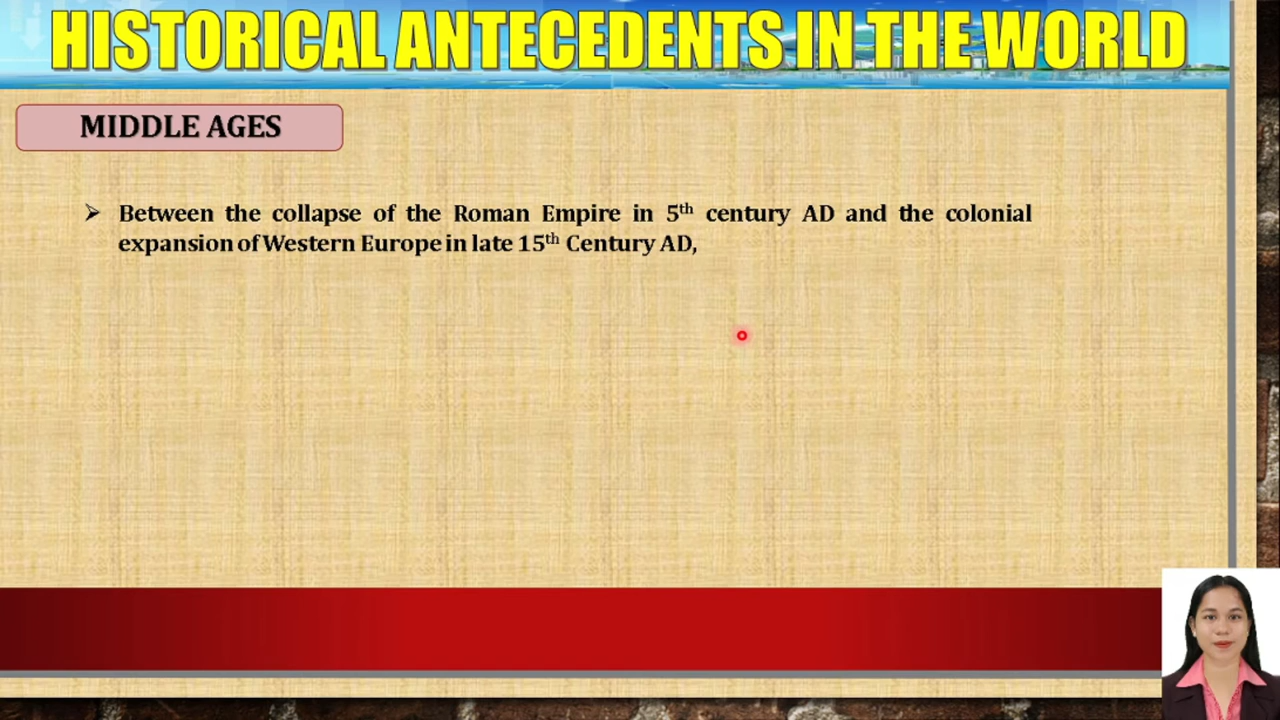 HISTORICAL ANTECEDENTS IN THE WORLD
MIDDLE AGES
➢ Between the collapse of the Roman Empire in 5th century AD and the colonial
expansion of Western Europe in late 15th Century AD,